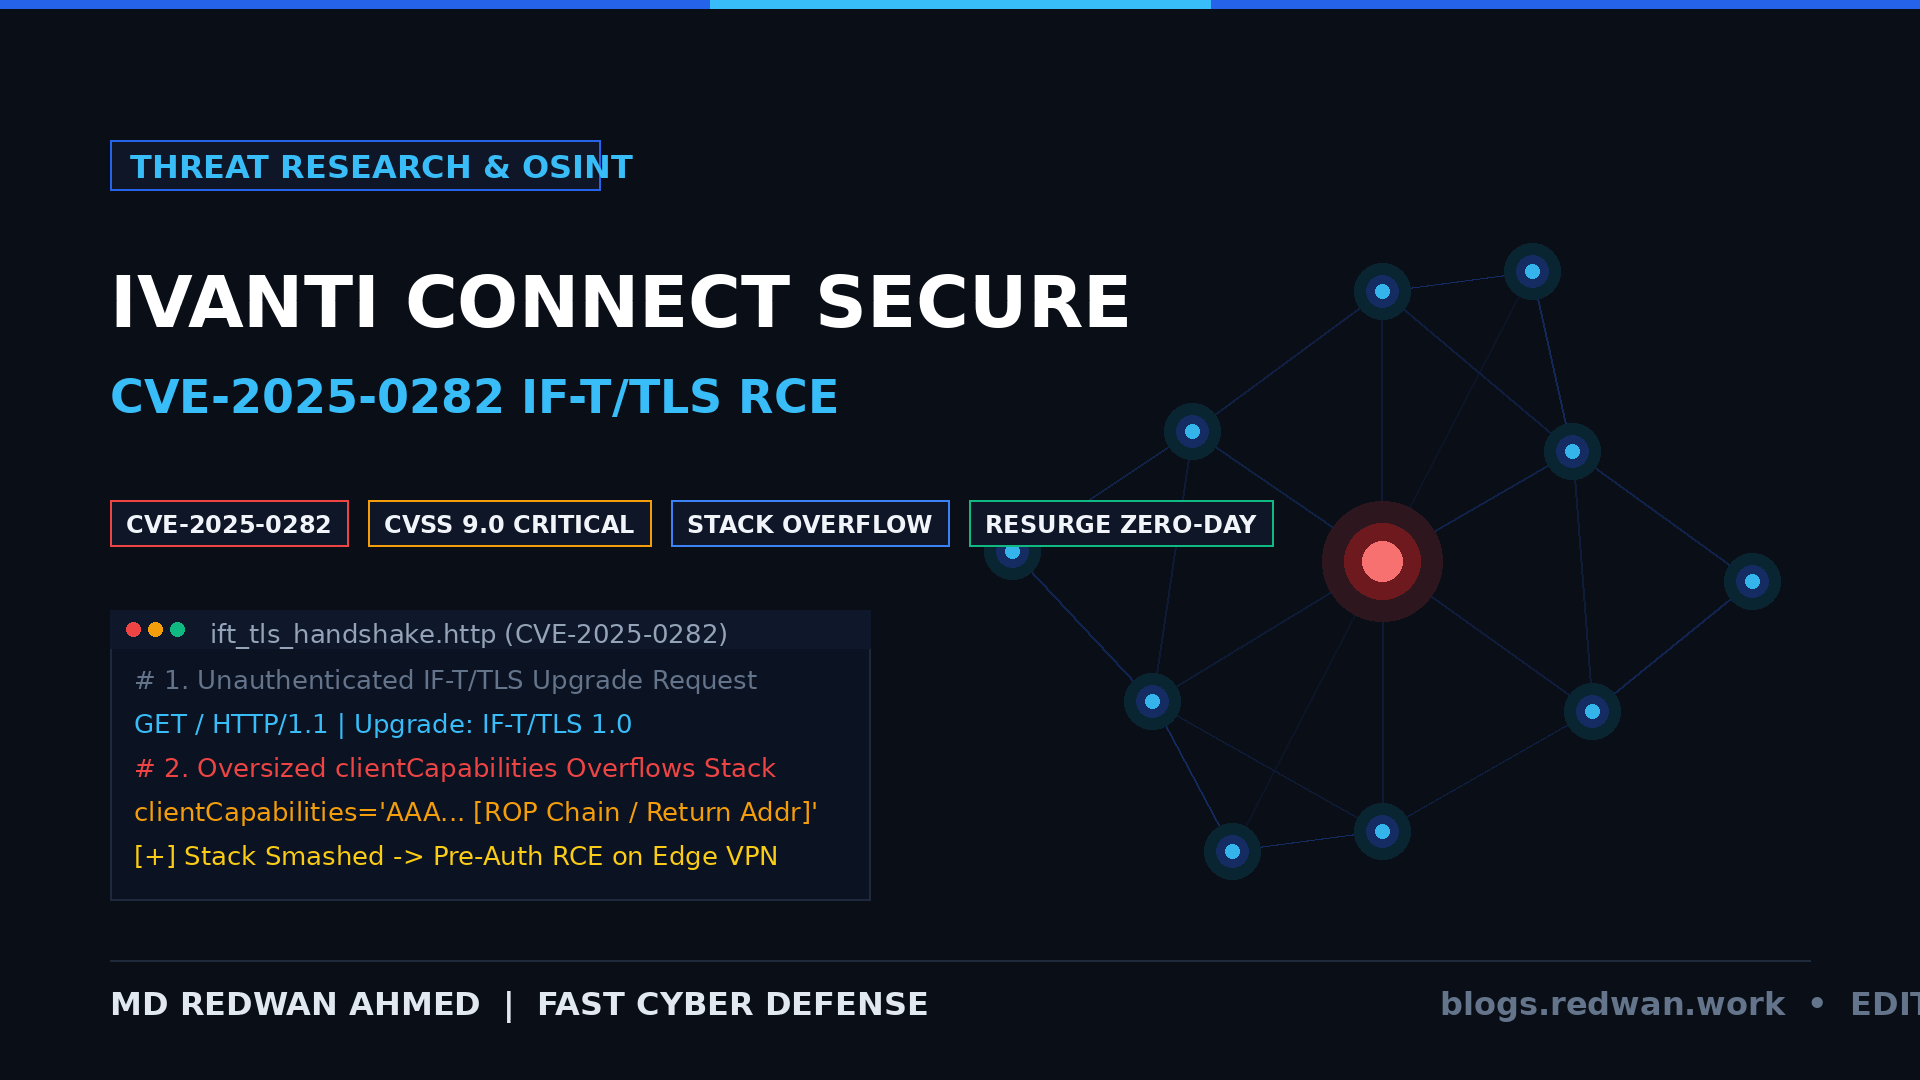 THREAT RESEARCH & OSINT
IVANTI CONNECT SECURE
CVE-2025-0282 IF-T/TLS RCE
CVE-2025-0282 CVSS 9.0 CRITICAL STACK OVERFLOW RESURGE ZERO-DAY
ift_tls_handshake.http (CVE-2025-0282)
# 1. Unauthenticated IF-T/TLS Upgrade Request
GET / HTTP/1.1 | Upgrade: IF-T/TLS 1.0
# 2. Oversized clientCapabilities Overflows Stack
clientCapabilities='AAA... [ROP Chain / Return Addr]'
[+] Stack Smashed -> Pre-Auth RCE on Edge VPN
MD REDWAN AHMED | FAST CYBER DEFENSE
blogs.redwan.work •